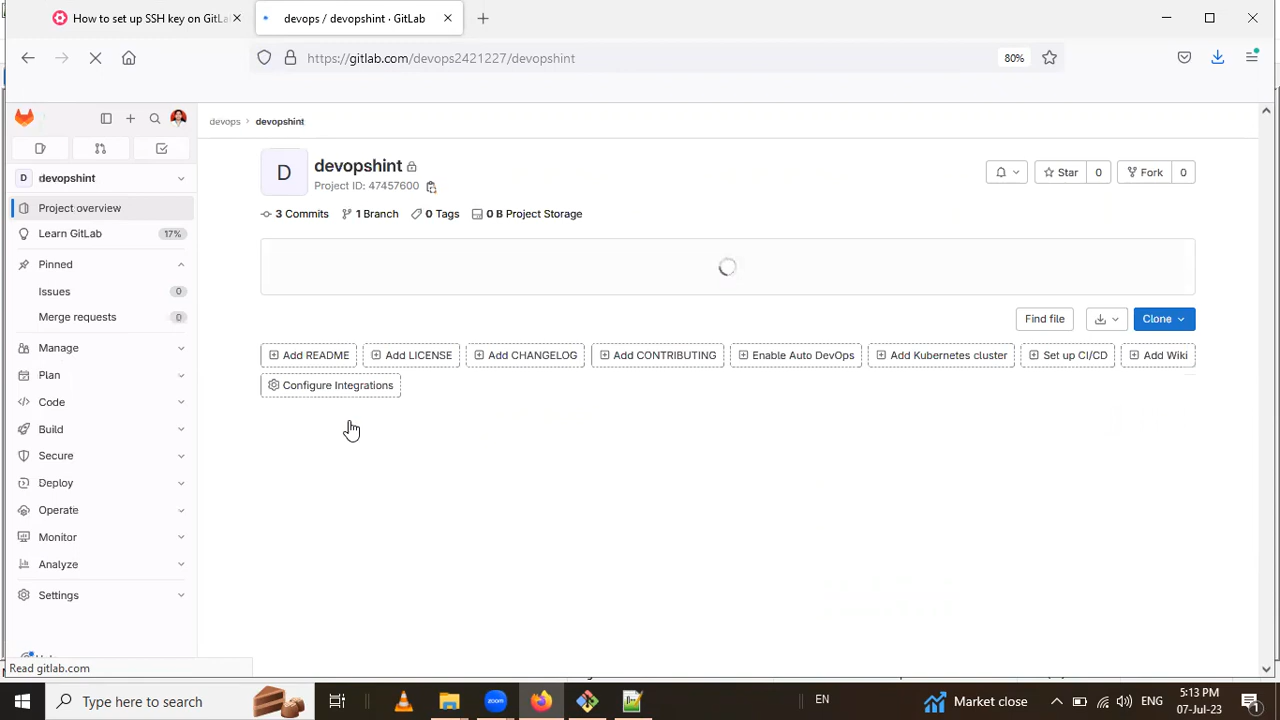 How to set up SSH key on GitLa
devops / devopshint · GitLab
https://gitlab.com/devops2421227/devopshint
80%
devops › devopshint
D devopshint
Project overview
Learn GitLab 17%
Pinned
Issues 0
Merge requests 0
Manage
Plan
Code
Build
Secure
Deploy
Operate
Monitor
Analyze
Settings
D
devopshint
Project ID: 47457600
Star 0
Fork 0
3 Commits
1 Branch
0 Tags
0 B Project Storage
Find file
Clone
Add README
Add LICENSE
Add CHANGELOG
Add CONTRIBUTING
Enable Auto DevOps
Add Kubernetes cluster
Set up CI/CD
Add Wiki
Configure Integrations
Read gitlab.com
Type here to search
zoom
EN
Market close
ENG
5:13 PM
07-Jul-23
1